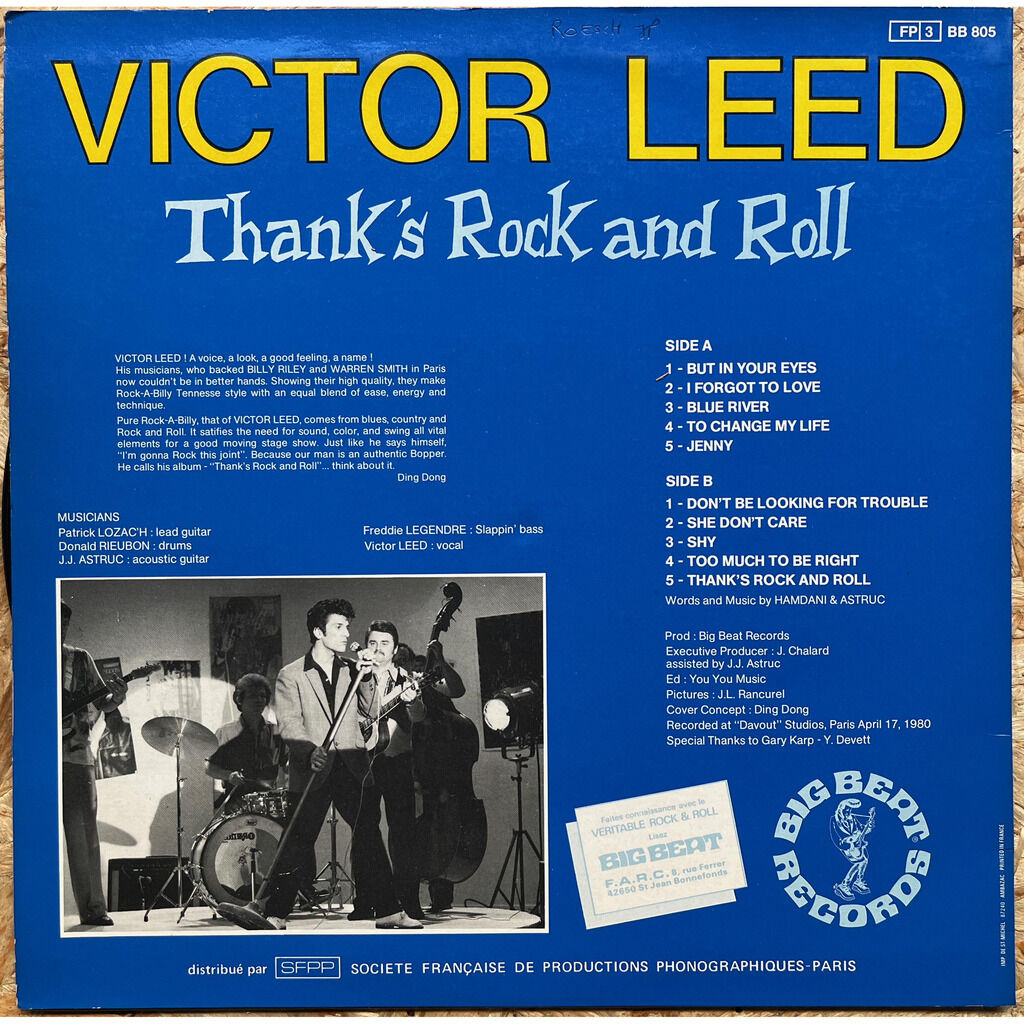 ROESCH JP
FP 3 BB 805
VICTOR LEED
Thank's Rock and Roll
VICTOR LEED ! A voice, a look, a good feeling, a name !
His musicians, who backed BILLY RILEY and WARREN SMITH in Paris
now couldn't be in better hands. Showing their high quality, they make
Rock-A-Billy Tennesse style with an equal blend of ease, energy and
technique.
Pure Rock-A-Billy, that of VICTOR LEED, comes from blues, country and
Rock and Roll. It satifies the need for sound, color, and swing all vital
elements for a good moving stage show. Just like he says himself,
"I'm gonna Rock this joint". Because our man is an authentic Bopper.
He calls his album - "Thank's Rock and Roll"... think about it.
Ding Dong
MUSICIANS
Patrick LOZAC'H : lead guitar
Donald RIEUBON : drums
J.J. ASTRUC : acoustic guitar
Freddie LEGENDRE : Slappin' bass
Victor LEED : vocal
SIDE A
1 - BUT IN YOUR EYES
2 - I FORGOT TO LOVE
3 - BLUE RIVER
4 - TO CHANGE MY LIFE
5 - JENNY
SIDE B
1 - DON'T BE LOOKING FOR TROUBLE
2 - SHE DON'T CARE
3 - SHY
4 - TOO MUCH TO BE RIGHT
5 - THANK'S ROCK AND ROLL
Words and Music by HAMDANI & ASTRUC
Prod : Big Beat Records
Executive Producer : J. Chalard
assisted by J.J. Astruc
Ed : You You Music
Pictures : J.L. Rancurel
Cover Concept : Ding Dong
Recorded at "Davout" Studios, Paris April 17, 1980
Special Thanks to Gary Karp - Y. Devett
Faites connaissance avec le
VERITABLE ROCK & ROLL
Lisez
BIG BEAT
F.A.R.C. 8, rue Ferrer
42650 St Jean Bonnefonds
BIG BEAT RECORDS
®
IMP. DE ST-MICHEL 87240 AMBAZAC PRINTED IN FRANCE
distribué par SFPP SOCIETE FRANÇAISE DE PRODUCTIONS PHONOGRAPHIQUES-PARIS